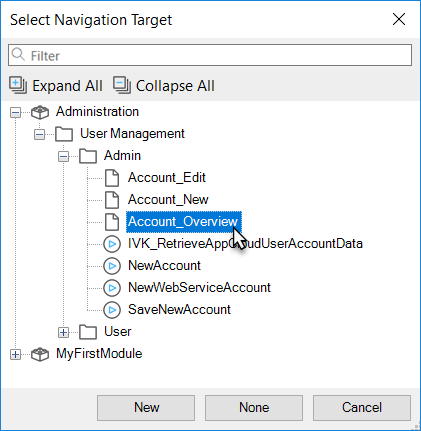 Select Navigation Target
Filter
Expand All Collapse All
Administration
User Management
Admin
Account_Edit
Account_New
Account_Overview
IVK_RetrieveAppCloudUserAccountData
NewAccount
NewWebServiceAccount
SaveNewAccount
User
MyFirstModule
New None Cancel